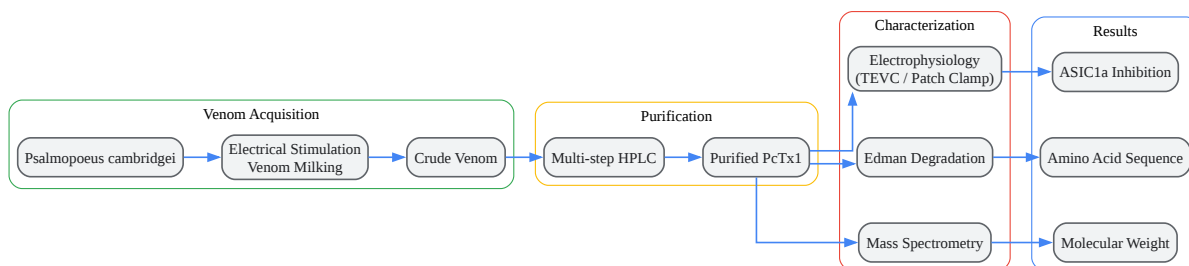 Venom Acquisition
Psalmopoeus cambridgei
Electrical Stimulation
Venom Milking
Crude Venom
Purification
Multi-step HPLC
Purified PcTx1
Characterization
Electrophysiology
(TEVC / Patch Clamp)
Edman Degradation
Mass Spectrometry
Results
ASIC1a Inhibition
Amino Acid Sequence
Molecular Weight